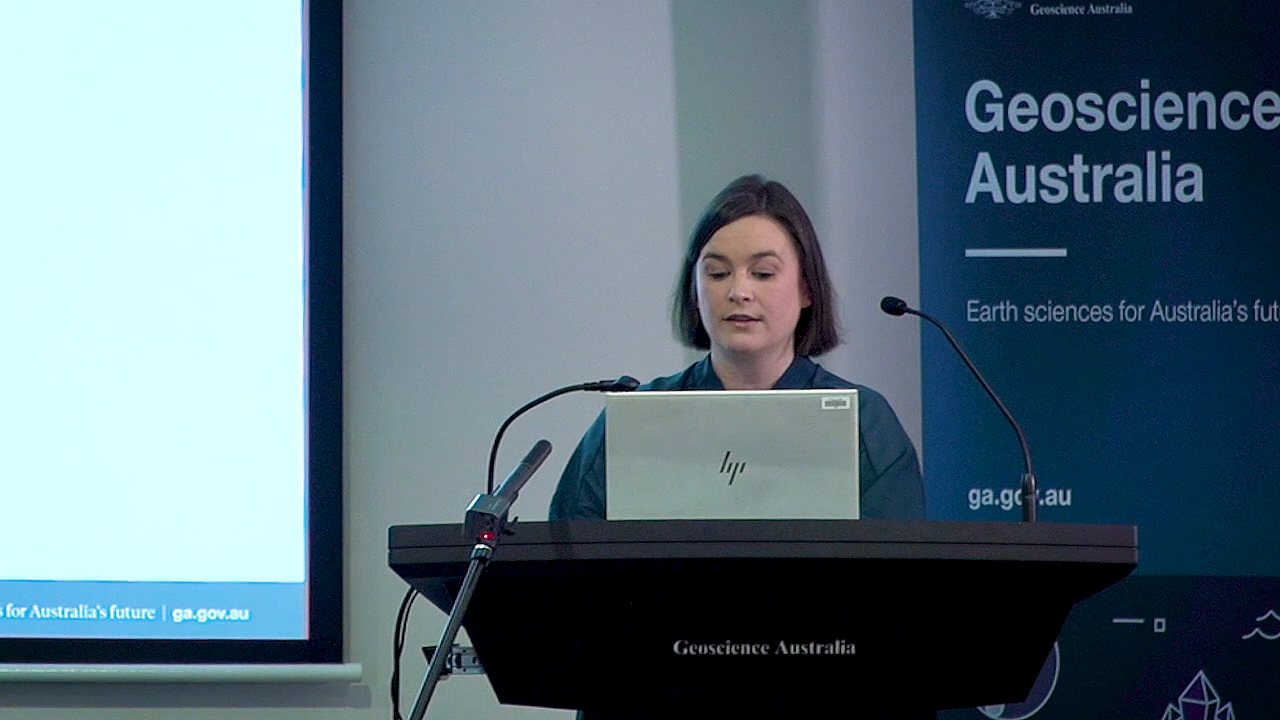 Geoscience Australia
Geoscience
Australia
Earth sciences for Australia's
ga.gov.au
for Australia's future | ga.gov.au
hp
Geoscience Australia